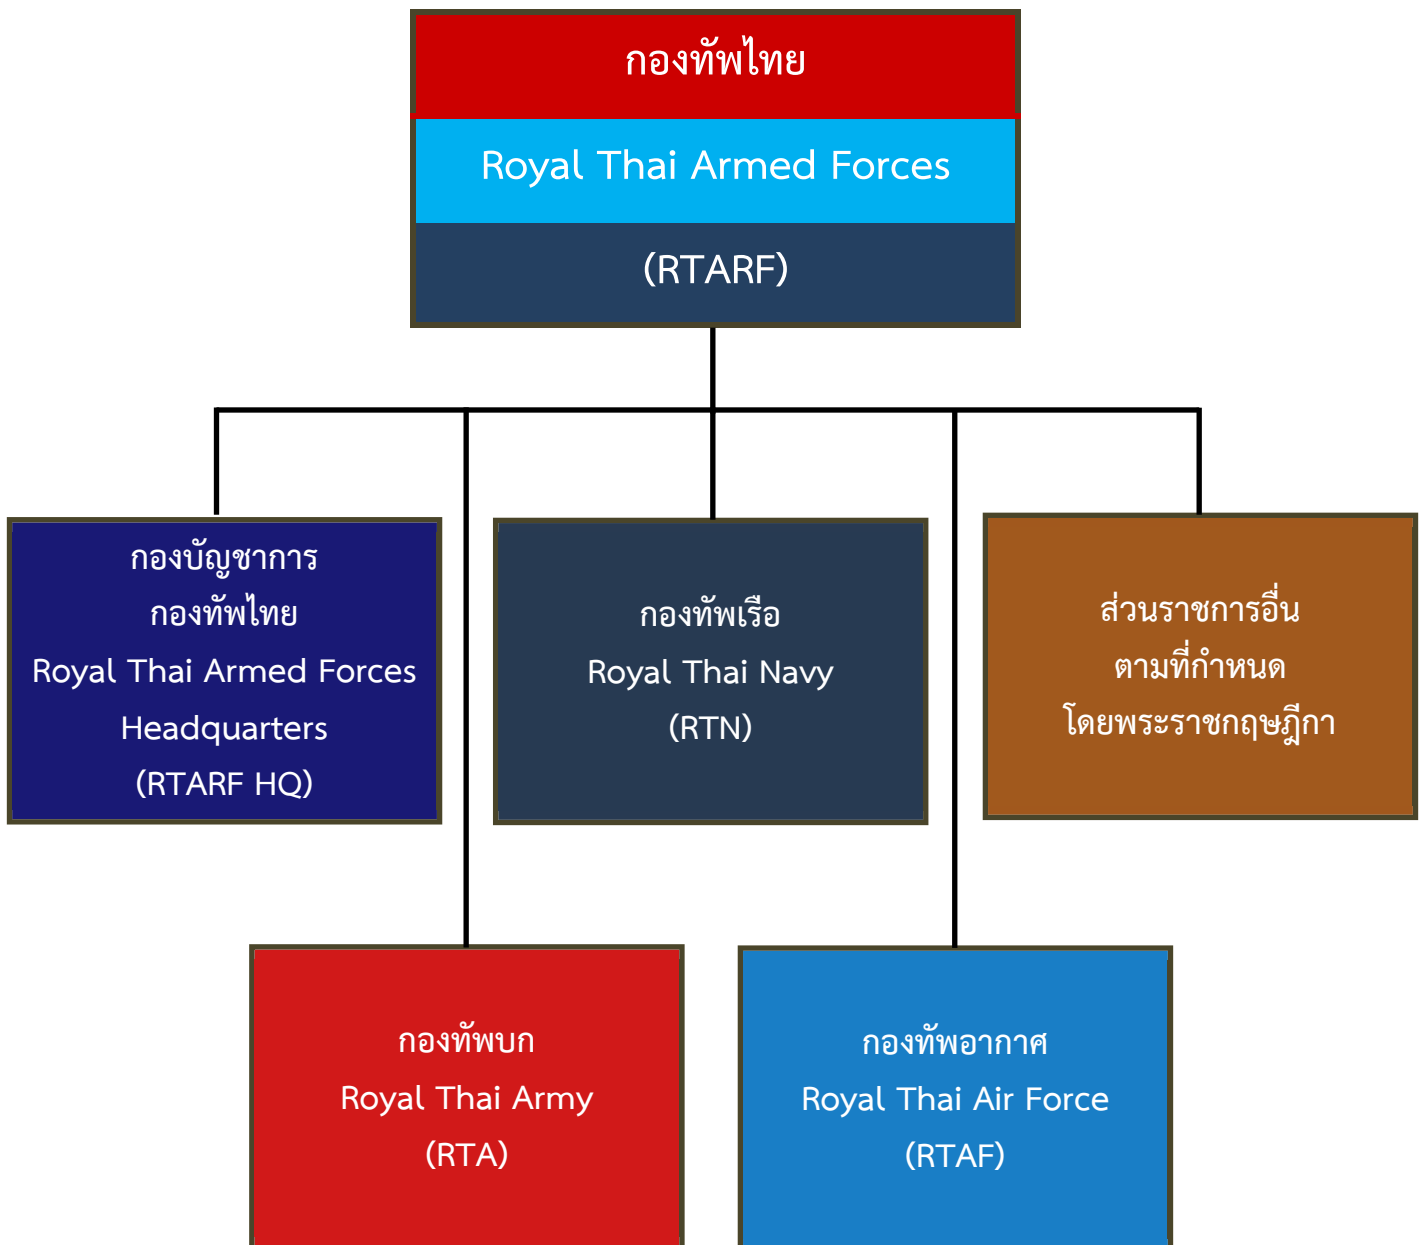 กองทัพไทย
Royal Thai Armed Forces
(RTARF)
กองบัญชาการ
กองทัพไทย
Royal Thai Armed Forces
Headquarters
(RTARF HQ)
กองทัพเรือ
Royal Thai Navy
(RTN)
ส่วนราชการอื่น
ตามที่กำหนด
โดยพระราชกฤษฎีกา
กองทัพบก
Royal Thai Army
(RTA)
กองทัพอากาศ
Royal Thai Air Force
(RTAF)